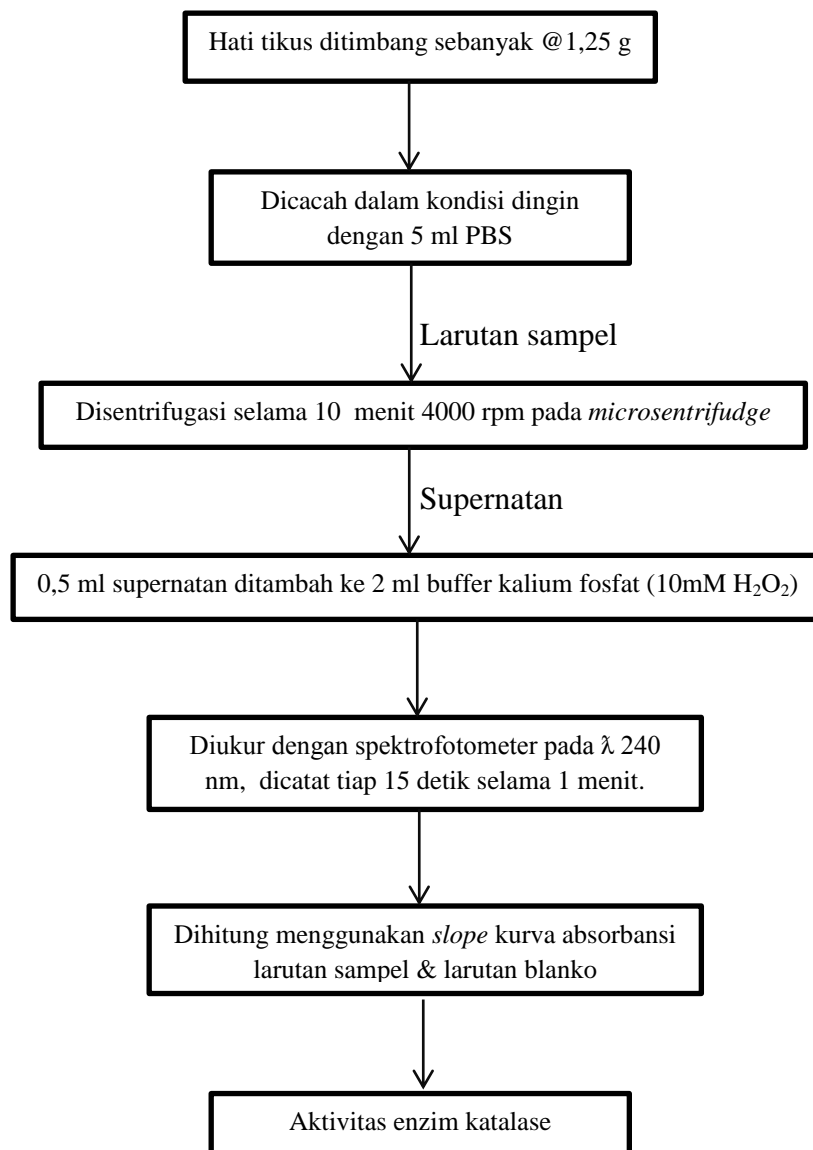 Hati tikus ditimbang sebanyak @1,25 g
Dicacah dalam kondisi dingin
dengan 5 ml PBS
Larutan sampel
Disentrifugasi selama 10 menit 4000 rpm pada microsentrifudge
Supernatan
0,5 ml supernatan ditambah ke 2 ml buffer kalium fosfat (10mM H₂O₂)
Diukur dengan spektrofotometer pada ƛ 240
nm, dicatat tiap 15 detik selama 1 menit.
Dihitung menggunakan slope kurva absorbansi
larutan sampel & larutan blanko
Aktivitas enzim katalase